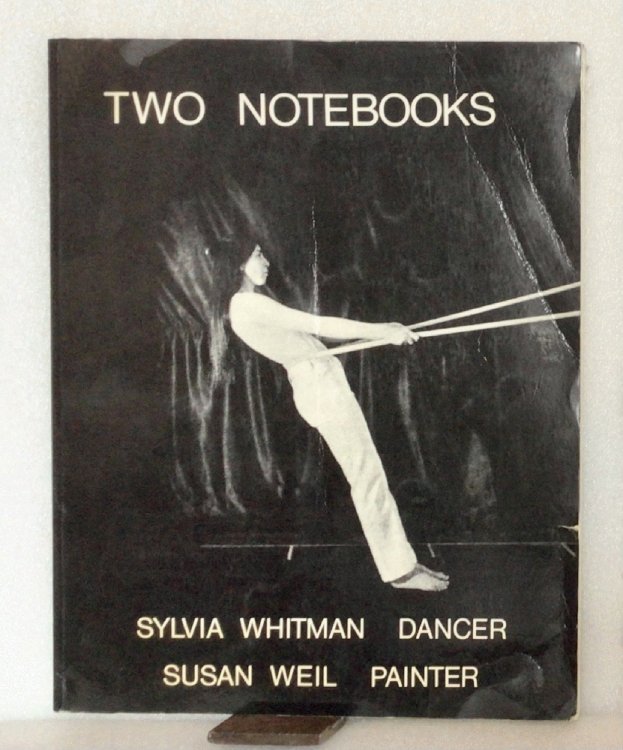 TWO NOTEBOOKS
SYLVIA WHITMAN DANCER
SUSAN WEIL PAINTER